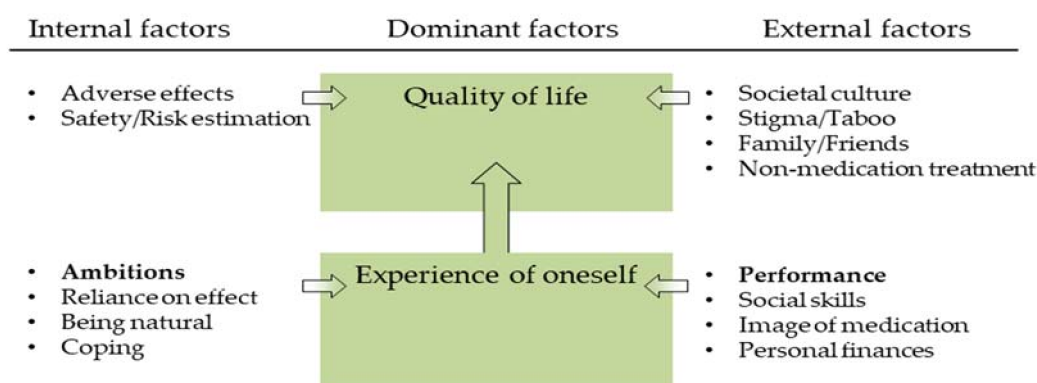 Internal factors
Dominant factors
External factors
• Adverse effects
• Safety/Risk estimation
Quality of life
• Societal culture
• Stigma/Taboo
• Family/Friends
• Non-medication treatment
• Ambitions
• Reliance on effect
• Being natural
• Coping
Experience of oneself
• Performance
• Social skills
• Image of medication
• Personal finances